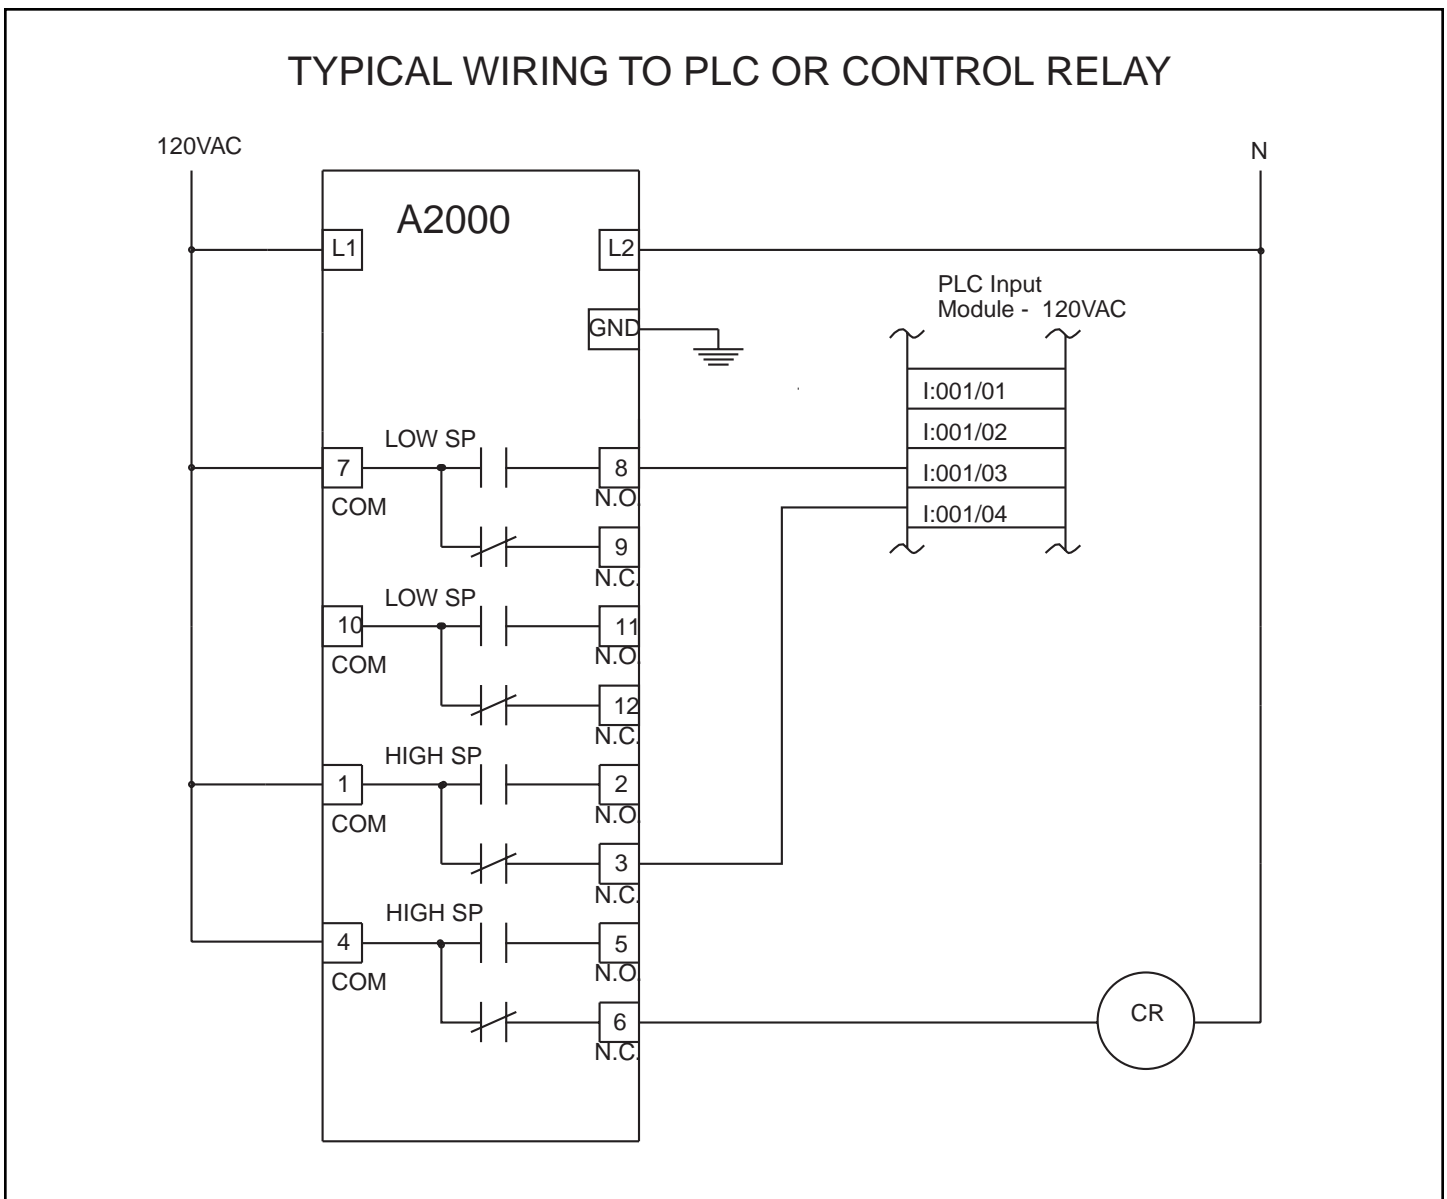 TYPICAL WIRING TO PLC OR CONTROL RELAY
120VAC
N
A2000
L1
L2
GND
PLC Input
Module - 120VAC
I:001/01
I:001/02
I:001/03
I:001/04
LOW SP
7
8
COM
N.O.
9
N.C.
LOW SP
10
11
COM
N.O.
12
N.C.
HIGH SP
1
2
COM
N.O.
3
N.C.
HIGH SP
4
5
COM
N.O.
6
N.C.
CR